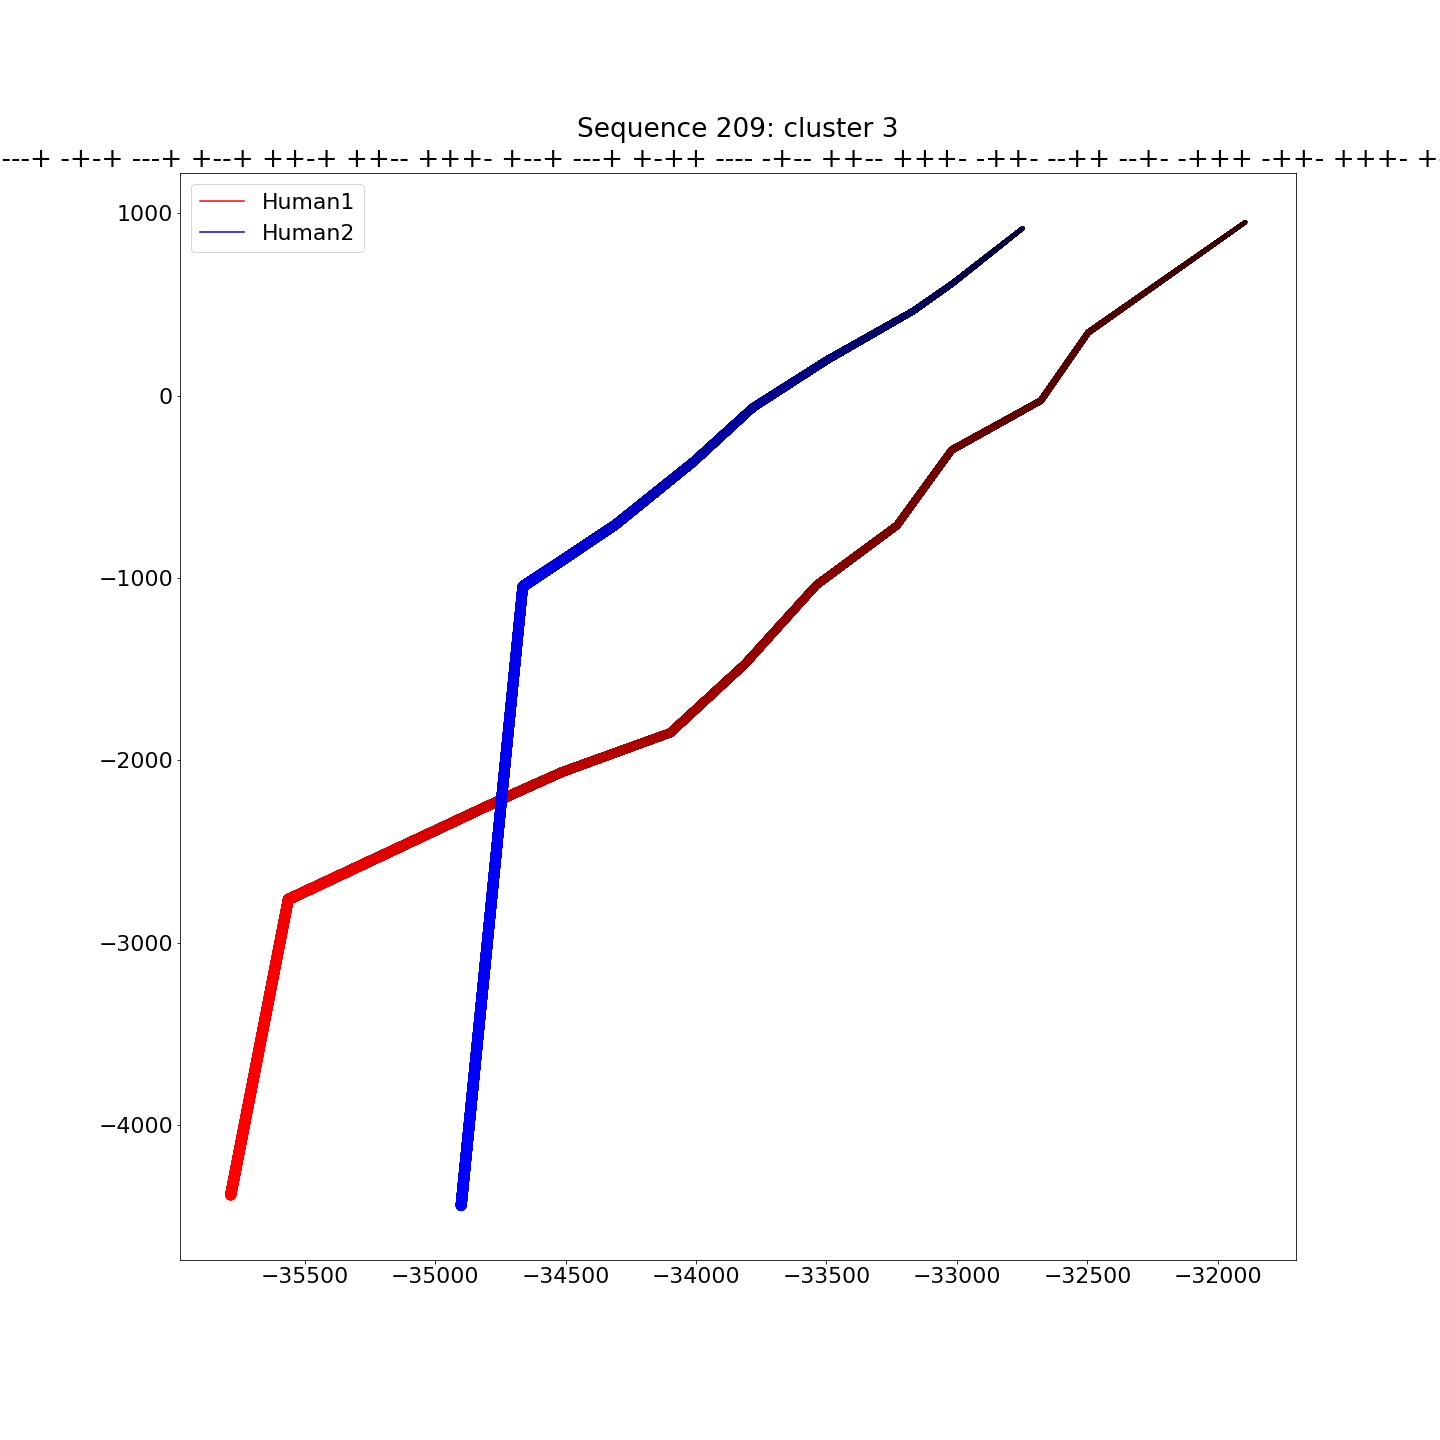 Sequence 209: cluster 3
---+ -+-+ ---+ +--+ ++-+ ++-- +++- +--+ ---+ +-++ ---- -+-- ++-- +++- -++- --++ --+- -+++ -++- +++- +
Human1
Human2
1000
0
−1000
−2000
−3000
−4000
−35500 −35000 −34500 −34000 −33500 −33000 −32500 −32000